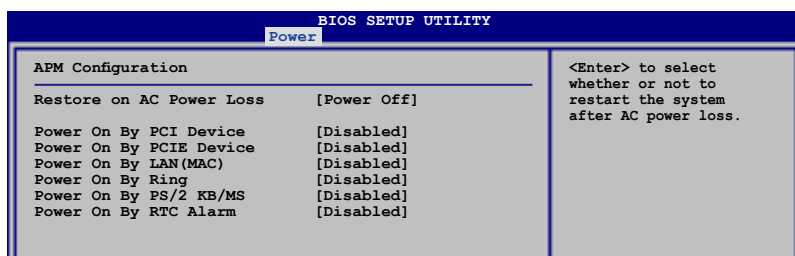 BIOS SETUP UTILITY
Power
APM Configuration
Restore on AC Power Loss [Power Off]
Power On By PCI Device [Disabled]
Power On By PCIE Device [Disabled]
Power On By LAN(MAC) [Disabled]
Power On By Ring [Disabled]
Power On By PS/2 KB/MS [Disabled]
Power On By RTC Alarm [Disabled]
<Enter> to select
whether or not to
restart the system
after AC power loss.